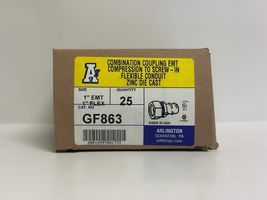 A
COMBINATION COUPLING EMT
COMPRESSION TO SCREW-IN
FLEXIBLE CONDUIT
ZINC DIE CAST
SIZE
QUANTITY
1" EMT
1" FLEX
25
CAT. NO
GF863
MADE IN USA
ARLINGTON
SCRANTON, PA